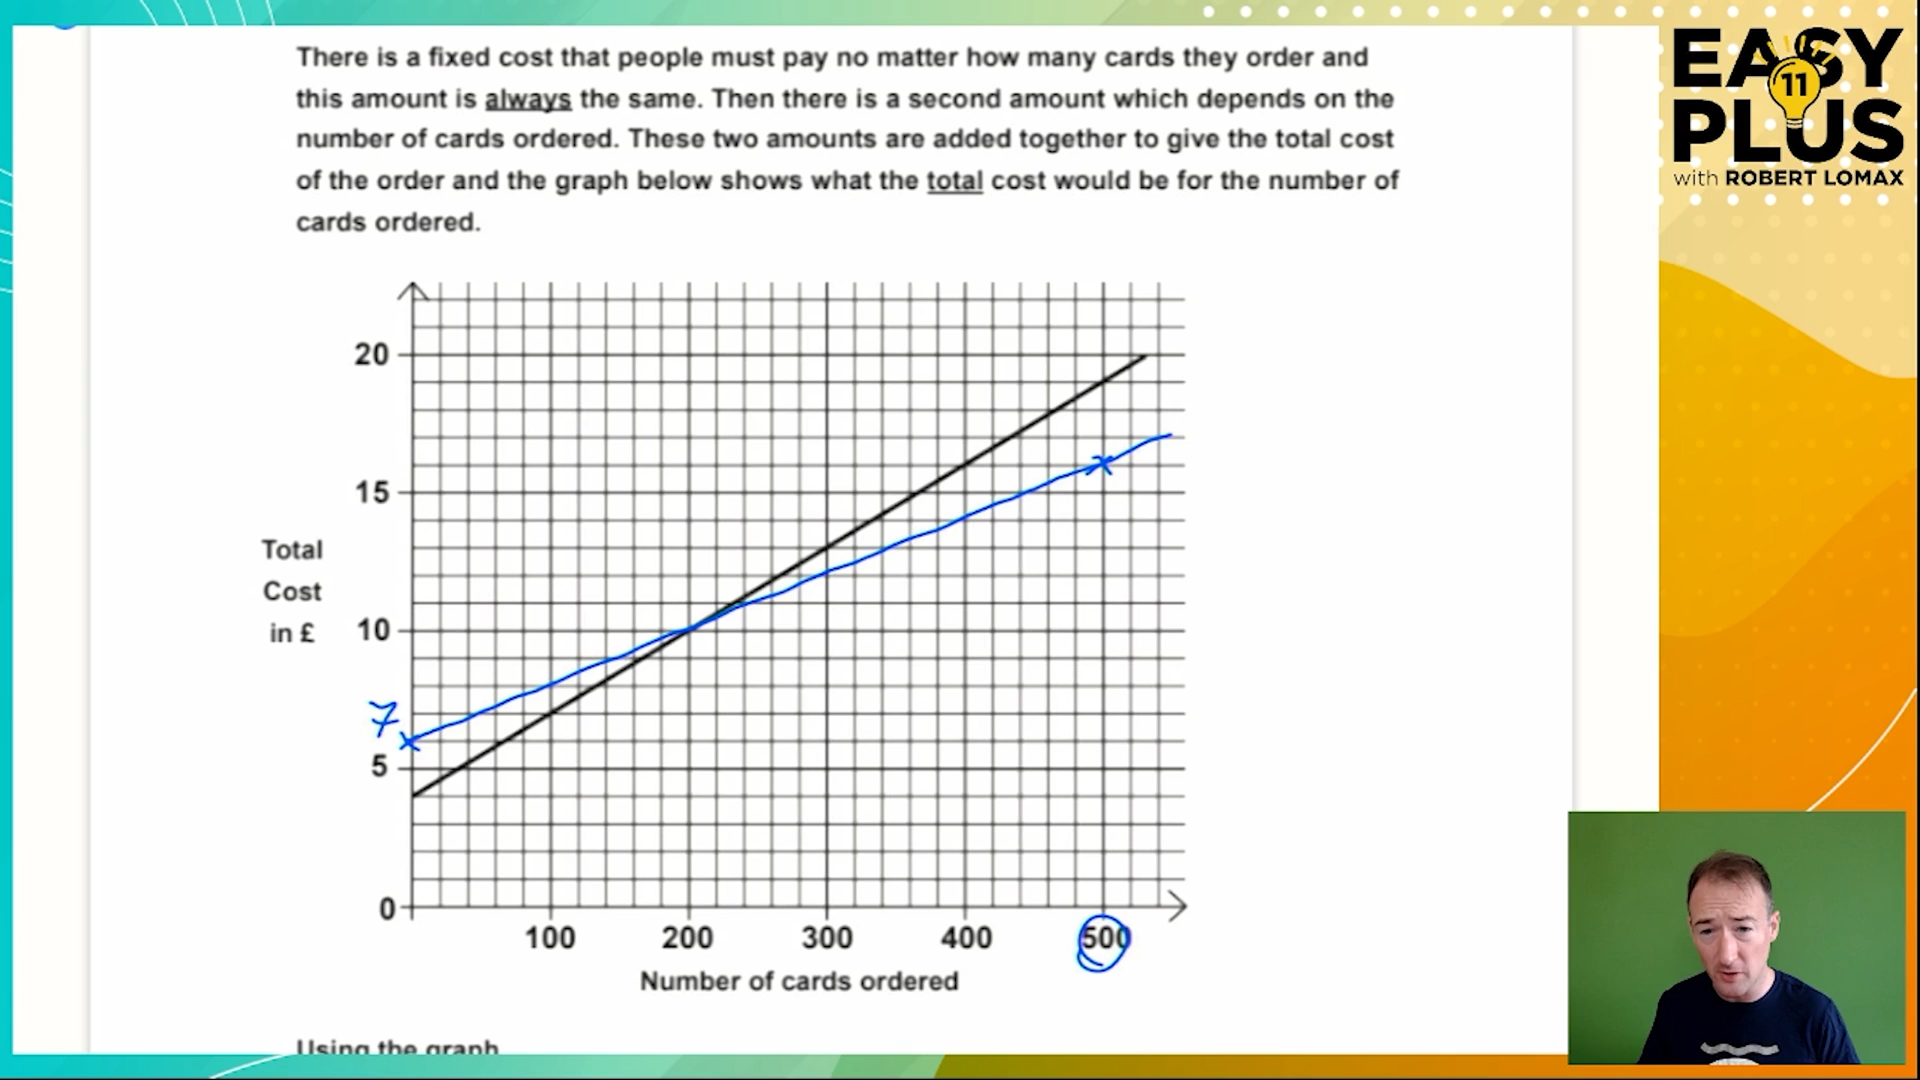 There is a fixed cost that people must pay no matter how many cards they order and
this amount is always the same. Then there is a second amount which depends on the
number of cards ordered. These two amounts are added together to give the total cost
of the order and the graph below shows what the total cost would be for the number of
cards ordered.
EASY
11
PLUS
with ROBERT LOMAX
20
15
Total
Cost
in £
10
7
5
0
100 200 300 400 500
Number of cards ordered
Using the graph